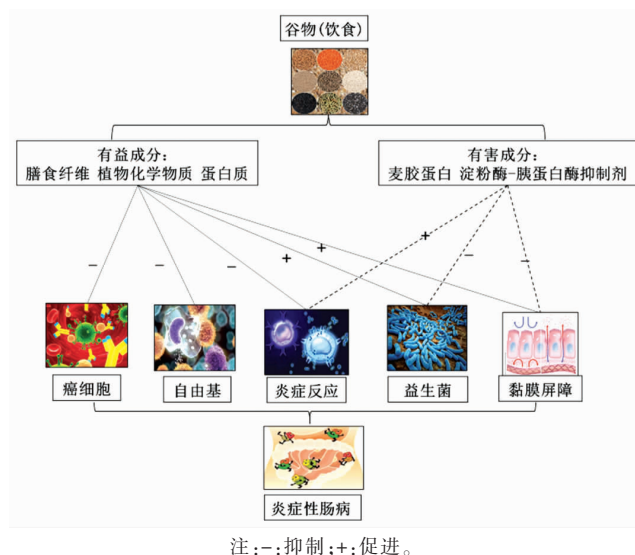 谷物(饮食)
有益成分：
膳食纤维 植物化学物质 蛋白质
有害成分：
麦胶蛋白 淀粉酶-胰蛋白酶抑制剂
+
+
+
- - - + - -
癌细胞 自由基 炎症反应 益生菌 黏膜屏障
炎症性肠病
注:-:抑制;+:促进。